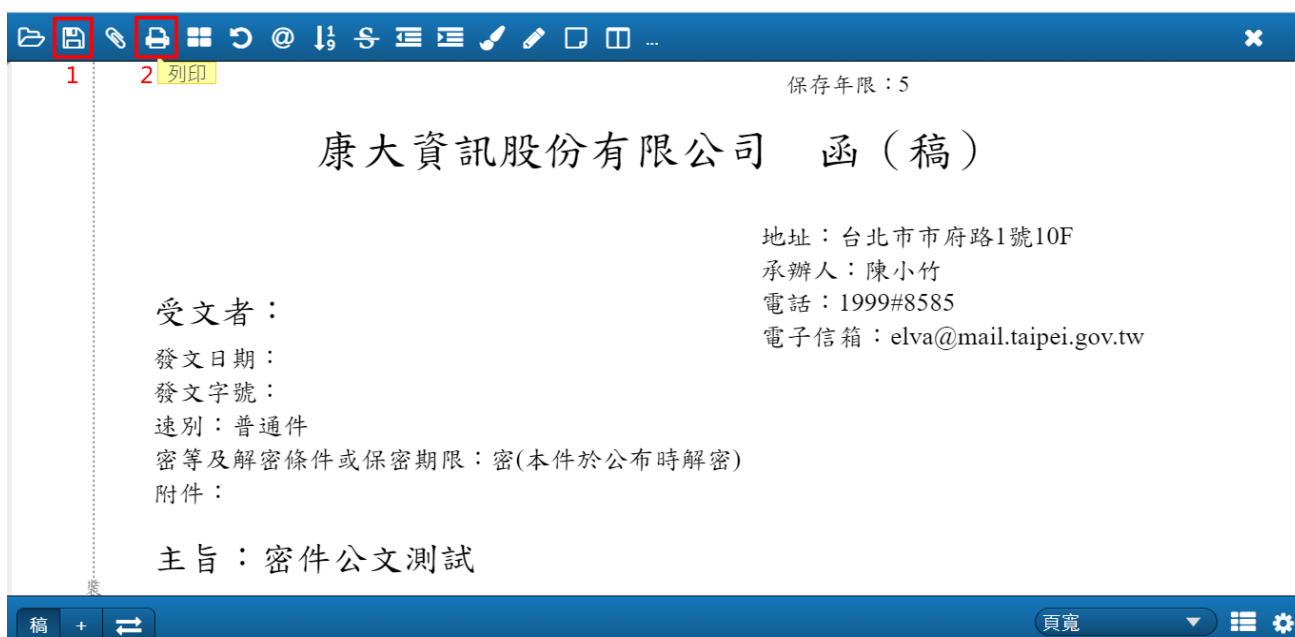 @ 1 9 S ...
1 2 列印
保存年限：5
康大資訊股份有限公司　函（稿）
地址：台北市市府路1號10F
承辦人：陳小竹
電話：1999#8585
電子信箱：elva@mail.taipei.gov.tw
受文者：
發文日期：
發文字號：
速別：普通件
密等及解密條件或保密期限：密(本件於公布時解密)
附件：
主旨：密件公文測試
裝
稿 + 頁寬